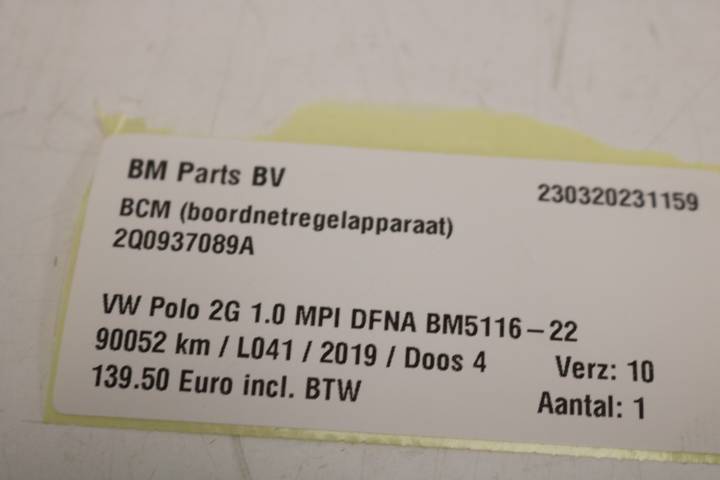 BM Parts BV
230320231159
BCM (boordnetregelapparaat)
2Q0937089A
VW Polo 2G 1.0 MPI DFNA BM5116-22
90052 km / L041 / 2019 / Doos 4 Verz: 10
139.50 Euro incl. BTW Aantal: 1